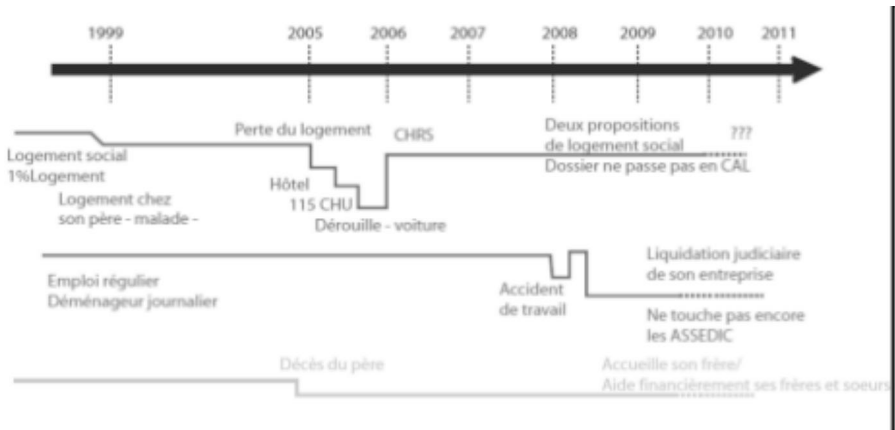 1999 2005 2006 2007 2008 2009 2010 2011
Perte du logement
CHRS
Deux propositions
de logement social
Dossier ne passe pas en CAL
???
Logement social
1%Logement
Logement chez
son père - malade -
Hôtel
115 CHU
Dérouille - voiture
Emploi régulier
Déménageur journalier
Accident
de travail
Liquidation judiciaire
de son entreprise
Ne touche pas encore
les ASSEDIC
Décès du père
Accueille son frère/
Aide financièrement ses frères et soeurs